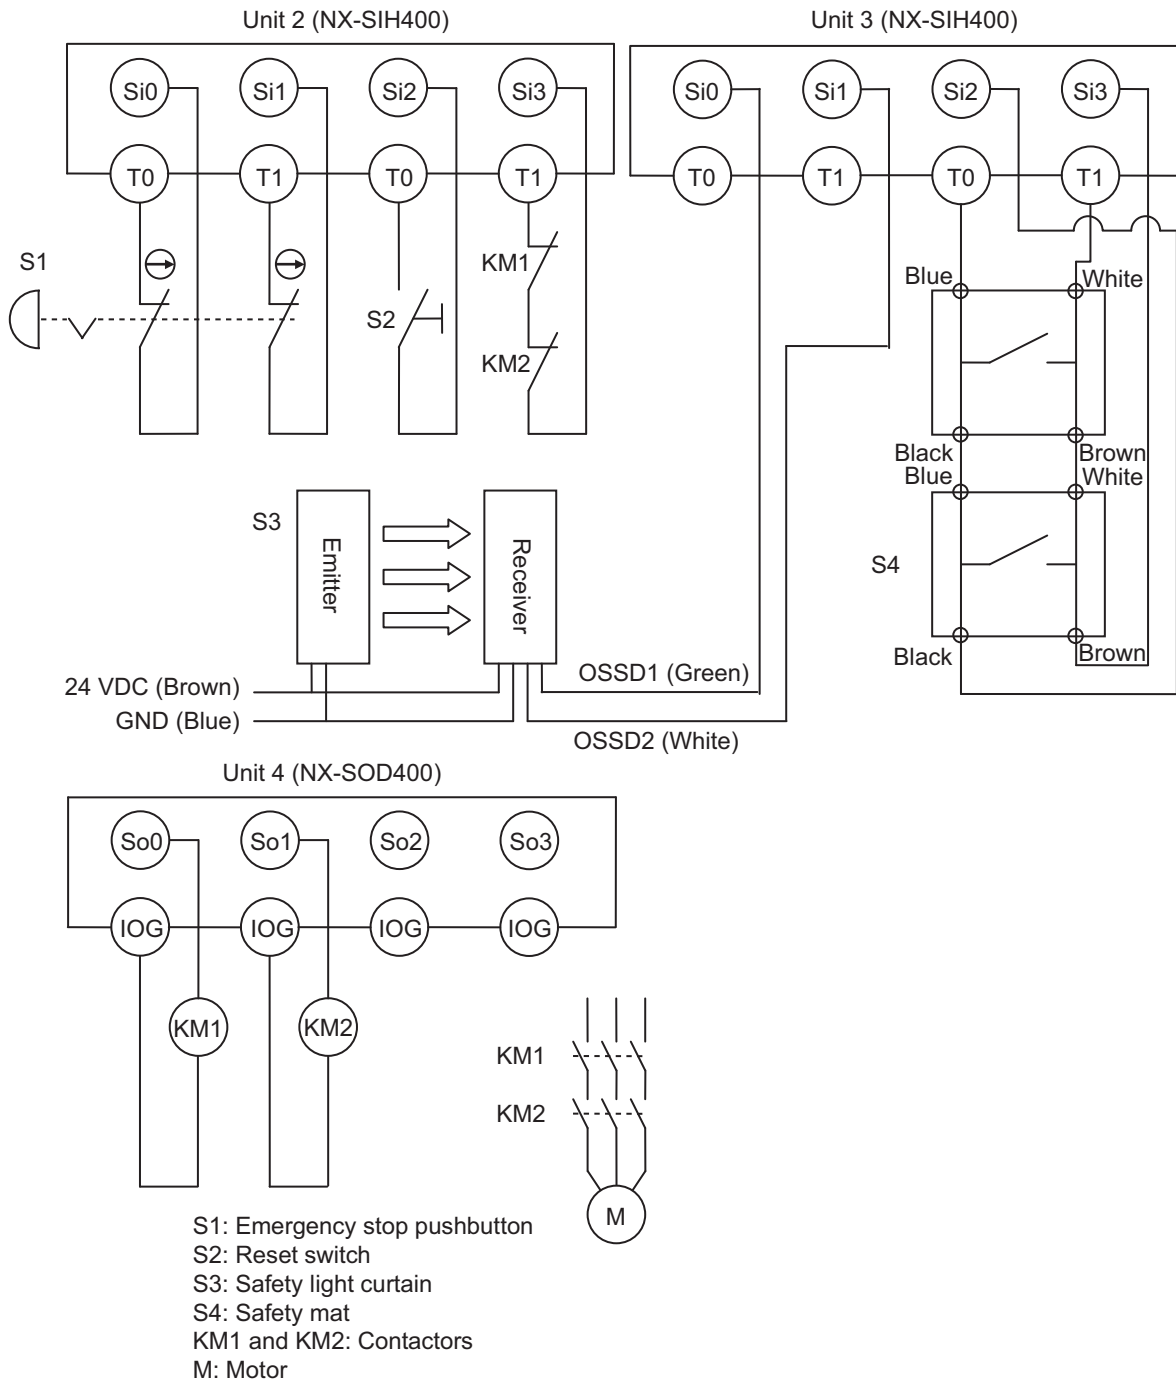 Unit 2 (NX-SIH400)
Unit 3 (NX-SIH400)
Si0 Si1 Si2 Si3
Si0 Si1 Si2 Si3
T0 T1 T0 T1
T0 T1 T0 T1
S1
KM1
S2
KM2
Blue White
Black Brown
Blue White
S4
Black Brown
S3
Emitter
Receiver
24 VDC (Brown)
GND (Blue)
OSSD1 (Green)
OSSD2 (White)
Unit 4 (NX-SOD400)
So0 So1 So2 So3
IOG IOG IOG IOG
KM1 KM2
KM1
KM2
M
S1: Emergency stop pushbutton
S2: Reset switch
S3: Safety light curtain
S4: Safety mat
KM1 and KM2: Contactors
M: Motor